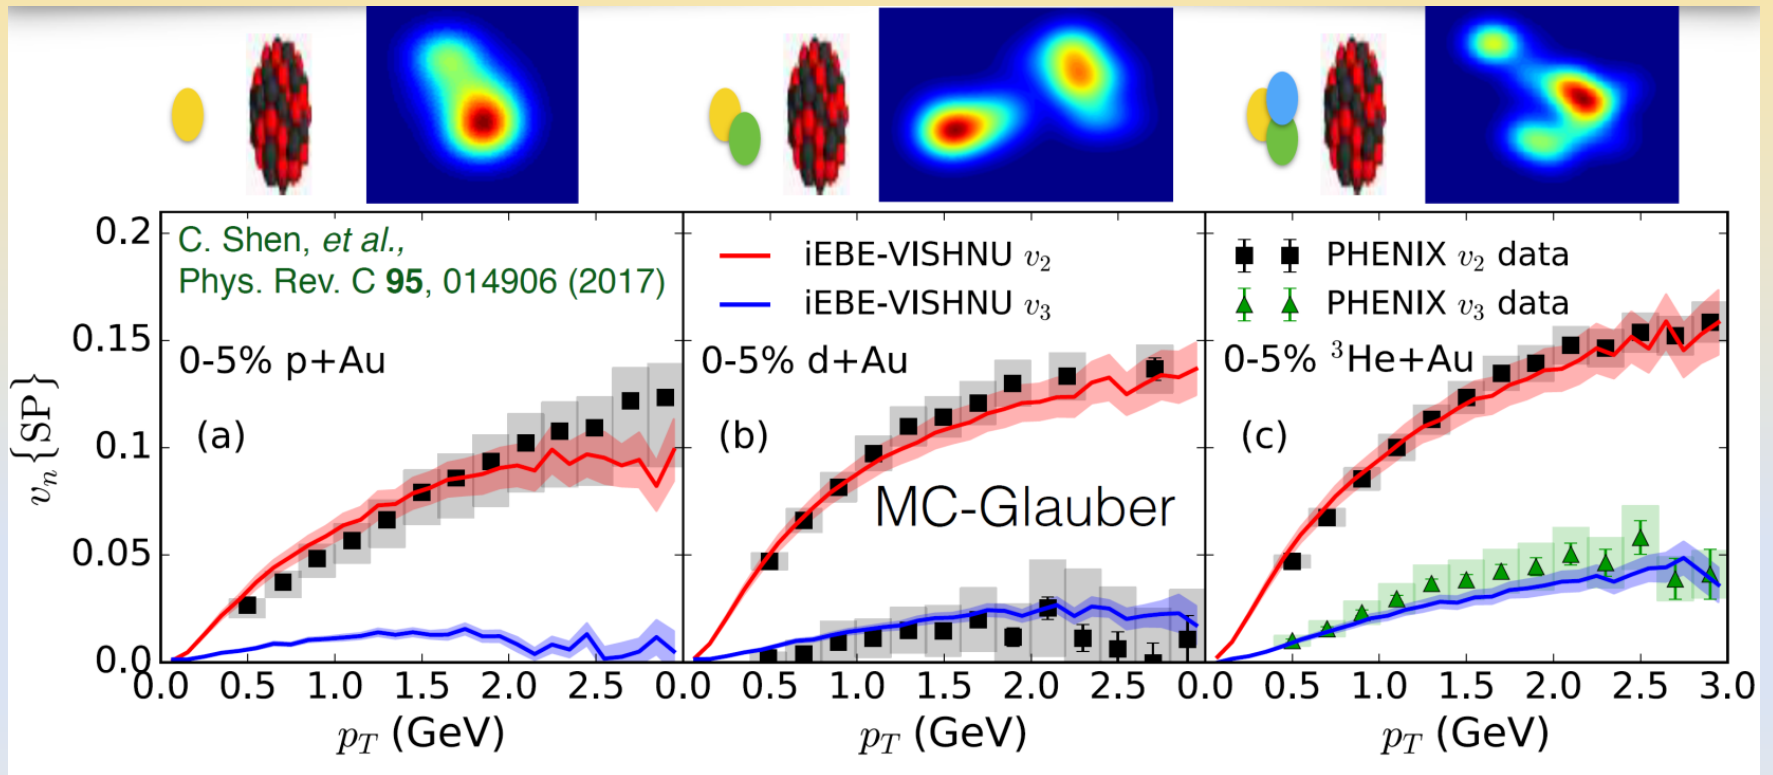 C. Shen, et al.,
Phys. Rev. C 95, 014906 (2017)
iEBE-VISHNU v₂
iEBE-VISHNU v₃
PHENIX v₂ data
PHENIX v₃ data
0-5% p+Au
0-5% d+Au
0-5% ³He+Au
(a)
(b)
(c)
MC-Glauber
vₙ{SP}
0.2
0.15
0.1
0.05
0.0
0.0 0.5 1.0 1.5 2.0 2.5 0.0 0.5 1.0 1.5 2.0 2.5 0.0 0.5 1.0 1.5 2.0 2.5 3.0
p_T (GeV) p_T (GeV) p_T (GeV)